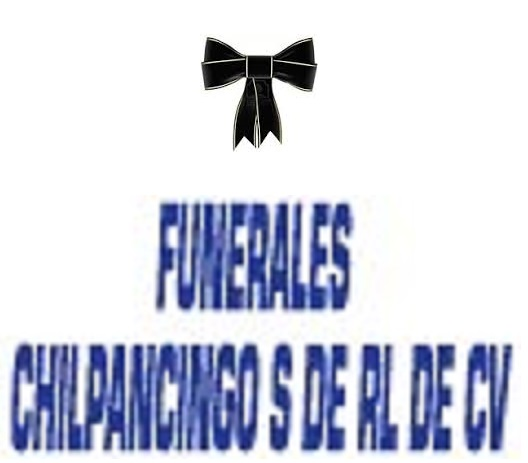 FUNERALES
CHILPANCINGO S DE RL DE CV